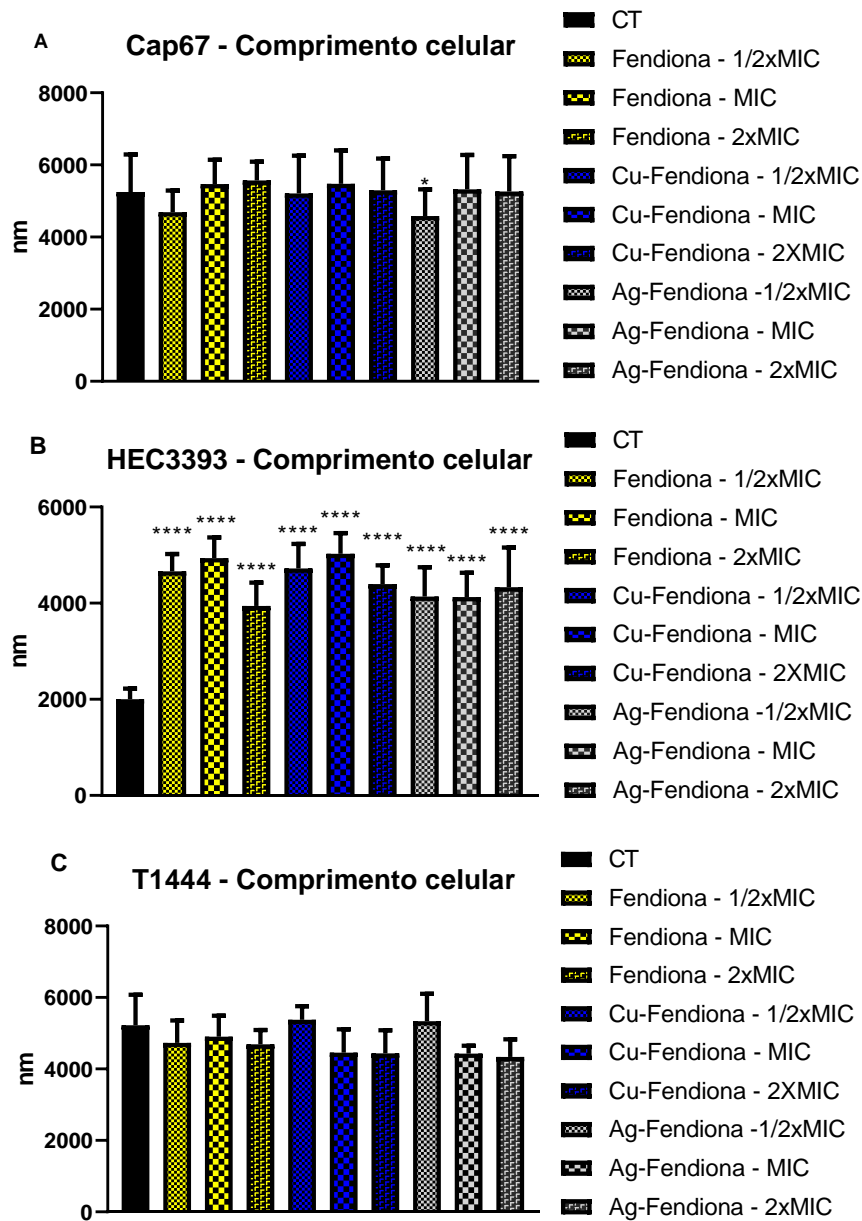 A
Cap67 - Comprimento celular
8000
6000
4000
2000
0
nm
*
CT
Fendiona - 1/2xMIC
Fendiona - MIC
Fendiona - 2xMIC
Cu-Fendiona - 1/2xMIC
Cu-Fendiona - MIC
Cu-Fendiona - 2XMIC
Ag-Fendiona -1/2xMIC
Ag-Fendiona - MIC
Ag-Fendiona - 2xMIC
B
HEC3393 - Comprimento celular
6000
4000
2000
0
nm
**** **** **** **** **** **** **** **** ****
CT
Fendiona - 1/2xMIC
Fendiona - MIC
Fendiona - 2xMIC
Cu-Fendiona - 1/2xMIC
Cu-Fendiona - MIC
Cu-Fendiona - 2XMIC
Ag-Fendiona -1/2xMIC
Ag-Fendiona - MIC
Ag-Fendiona - 2xMIC
C
T1444 - Comprimento celular
8000
6000
4000
2000
0
nm
CT
Fendiona - 1/2xMIC
Fendiona - MIC
Fendiona - 2xMIC
Cu-Fendiona - 1/2xMIC
Cu-Fendiona - MIC
Cu-Fendiona - 2XMIC
Ag-Fendiona -1/2xMIC
Ag-Fendiona - MIC
Ag-Fendiona - 2xMIC